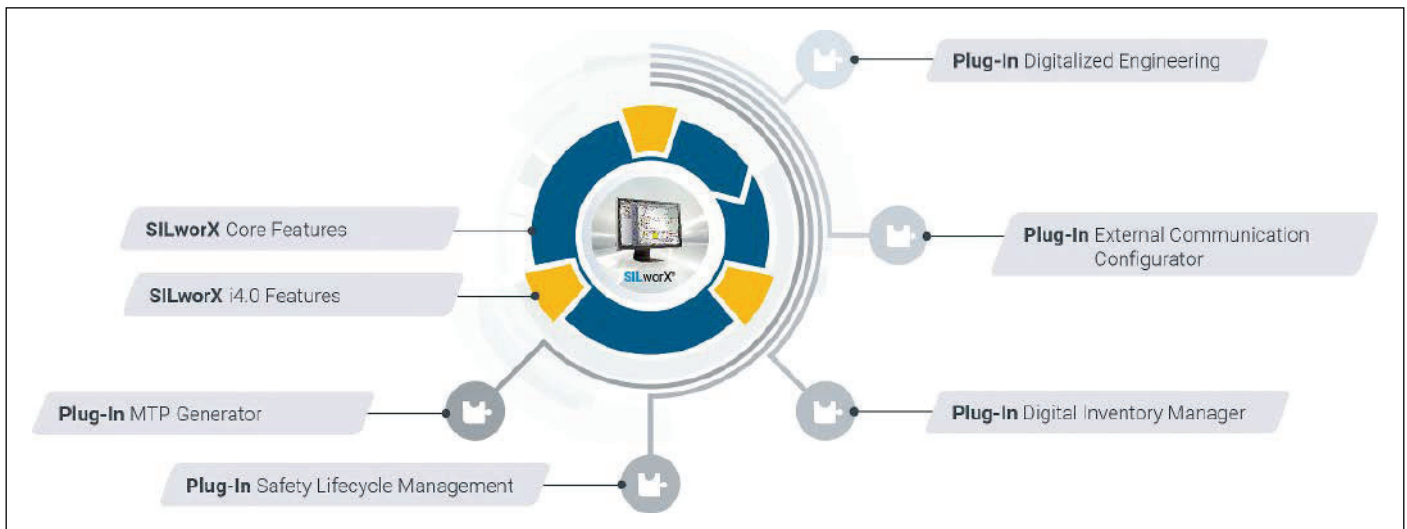 Plug-In Digitalized Engineering
SILworX Core Features
Plug-In External Communication
Configurator
SILworX®
SILworX i4.0 Features
Plug-In MTP Generator
Plug-In Digital Inventory Manager
Plug-In Safety Lifecycle Management